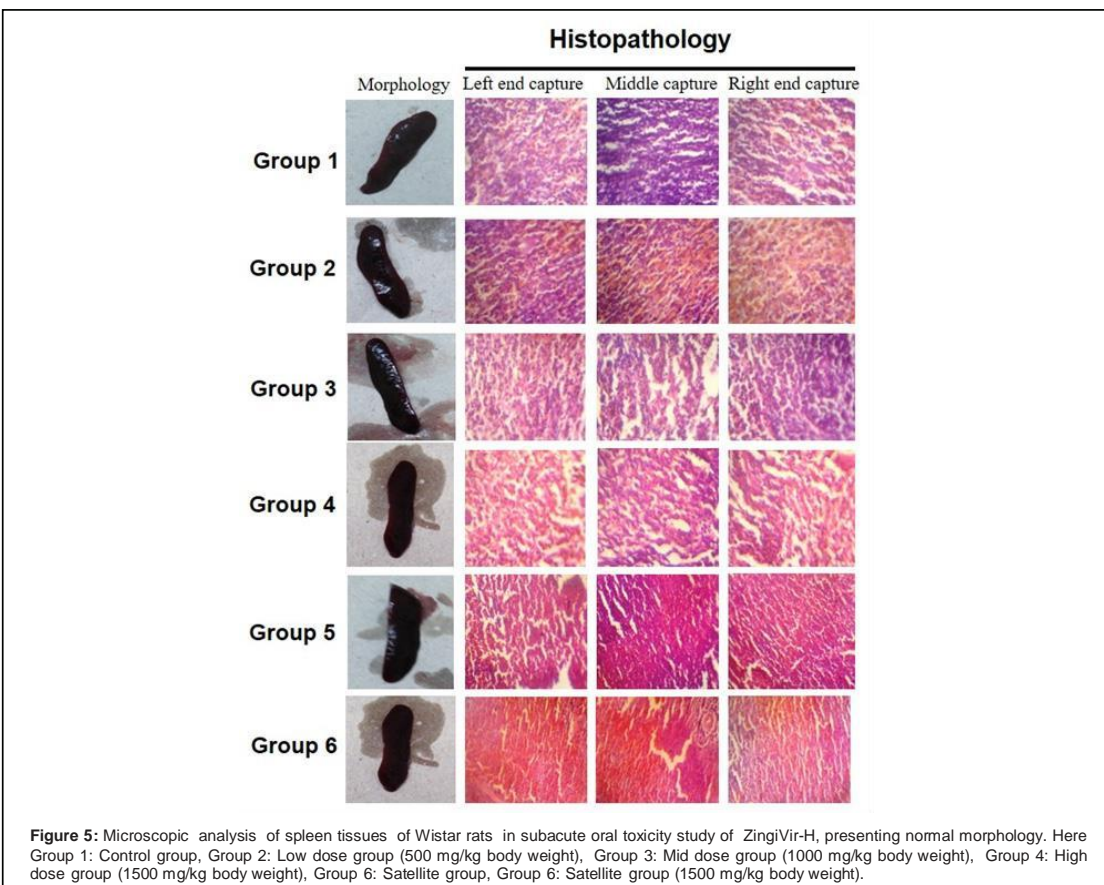 Histopathology
Morphology Left end capture Middle capture Right end capture
Group 1
Group 2
Group 3
Group 4
Group 5
Group 6
Figure 5: Microscopic analysis of spleen tissues of Wistar rats in subacute oral toxicity study of ZingiVir-H, presenting normal morphology. Here
Group 1: Control group, Group 2: Low dose group (500 mg/kg body weight), Group 3: Mid dose group (1000 mg/kg body weight), Group 4: High
dose group (1500 mg/kg body weight), Group 6: Satellite group, Group 6: Satellite group (1500 mg/kg body weight).